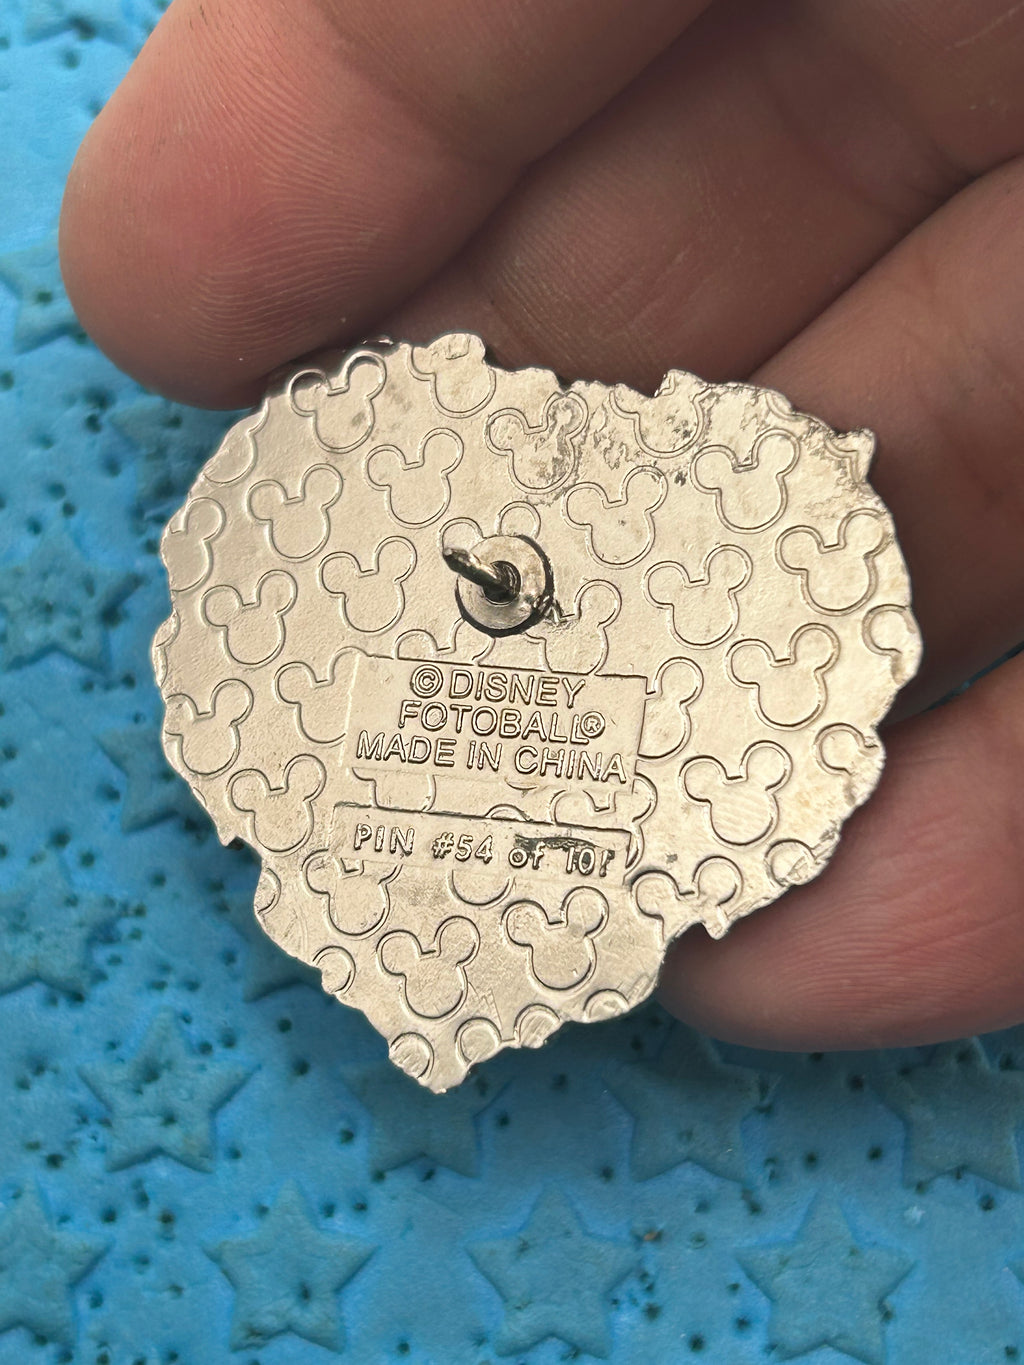 © DISNEY
FOTOBALL®
MADE IN CHINA
PIN #54 of 101